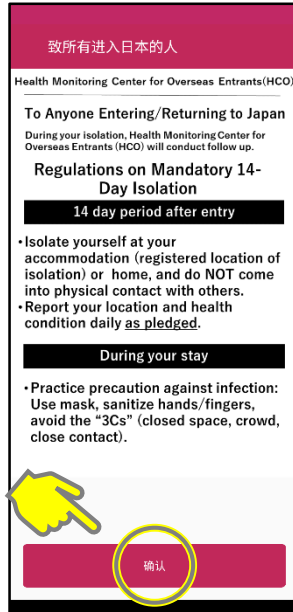 致所有进入日本的人
Health Monitoring Center for Overseas Entrants(HCO)
To Anyone Entering/Returning to Japan
During your isolation, Health Monitoring Center for
Overseas Entrants (HCO) will conduct follow up.
Regulations on Mandatory 14-
Day Isolation
14 day period after entry
・Isolate yourself at your
accommodation (registered location of
isolation) or home, and do NOT come
into physical contact with others.
・Report your location and health
condition daily as pledged.
During your stay
・Practice precaution against infection:
Use mask, sanitize hands/fingers,
avoid the “3Cs” (closed space, crowd,
close contact).
确认